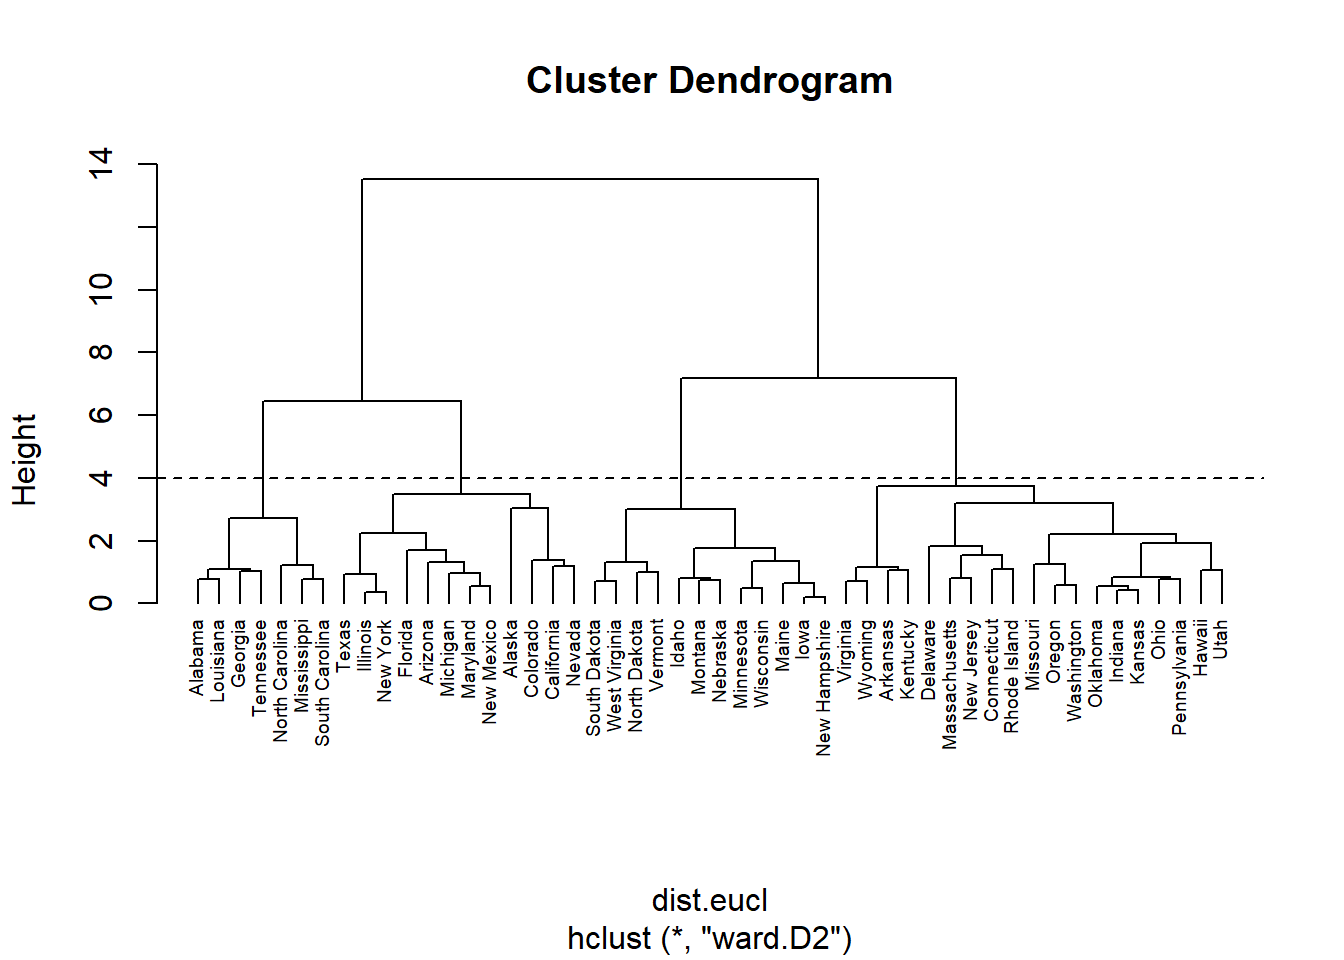 Cluster Dendrogram
Height
14
10
8
6
4
2
0
Alabama
Louisiana
Georgia
Tennessee
North Carolina
Mississippi
South Carolina
Texas
Illinois
New York
Florida
Arizona
Michigan
Maryland
New Mexico
Alaska
Colorado
California
Nevada
South Dakota
West Virginia
North Dakota
Vermont
Idaho
Montana
Nebraska
Minnesota
Wisconsin
Maine
Iowa
New Hampshire
Virginia
Wyoming
Arkansas
Kentucky
Delaware
Massachusetts
New Jersey
Connecticut
Rhode Island
Missouri
Oregon
Washington
Oklahoma
Indiana
Kansas
Ohio
Pennsylvania
Hawaii
Utah
dist.eucl
hclust (*, "ward.D2")